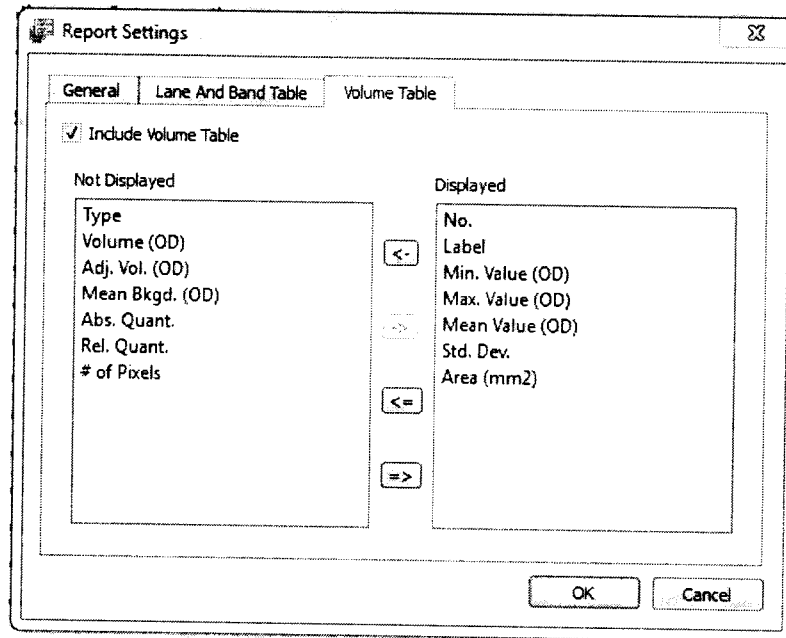 Report Settings
General
Lane And Band Table
Volume Table
Include Volume Table
Not Displayed
Type
Volume (OD)
Adj. Vol. (OD)
Mean Bkgd. (OD)
Abs. Quant.
Rel. Quant.
# of Pixels
<-
->
<=
=>
Displayed
No.
Label
Min. Value (OD)
Max. Value (OD)
Mean Value (OD)
Std. Dev.
Area (mm2)
OK
Cancel